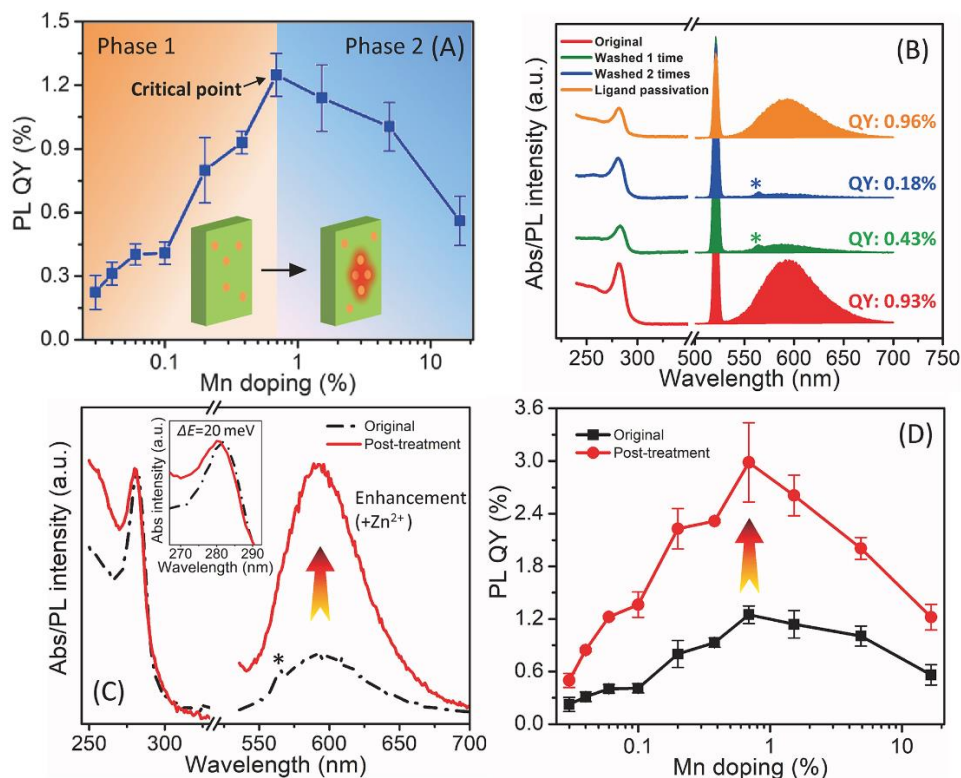 Phase 1
Phase 2
(A)
Critical point
PL QY (%)
1.5
1.2
0.9
0.6
0.3
0.0
0.1
1
10
Mn doping (%)
Original
Washed 1 time
Washed 2 times
Ligand passivation
(B)
QY: 0.96%
*
QY: 0.18%
*
QY: 0.43%
QY: 0.93%
Abs/PL intensity (a.u.)
250
300
350
500
550
600
650
700
750
Wavelength (nm)
ΔE=20 meV
Abs intensity (a.u.)
270
280
290
Wavelength (nm)
Original
Post-treatment
Enhancement
(+Zn²⁺)
*
(C)
Abs/PL intensity (a.u.)
250
300
550
600
650
700
Wavelength (nm)
3.6
3.0
2.4
1.8
1.2
0.6
0.0
Original
Post-treatment
(D)
PL QY (%)
0.1
1
10
Mn doping (%)